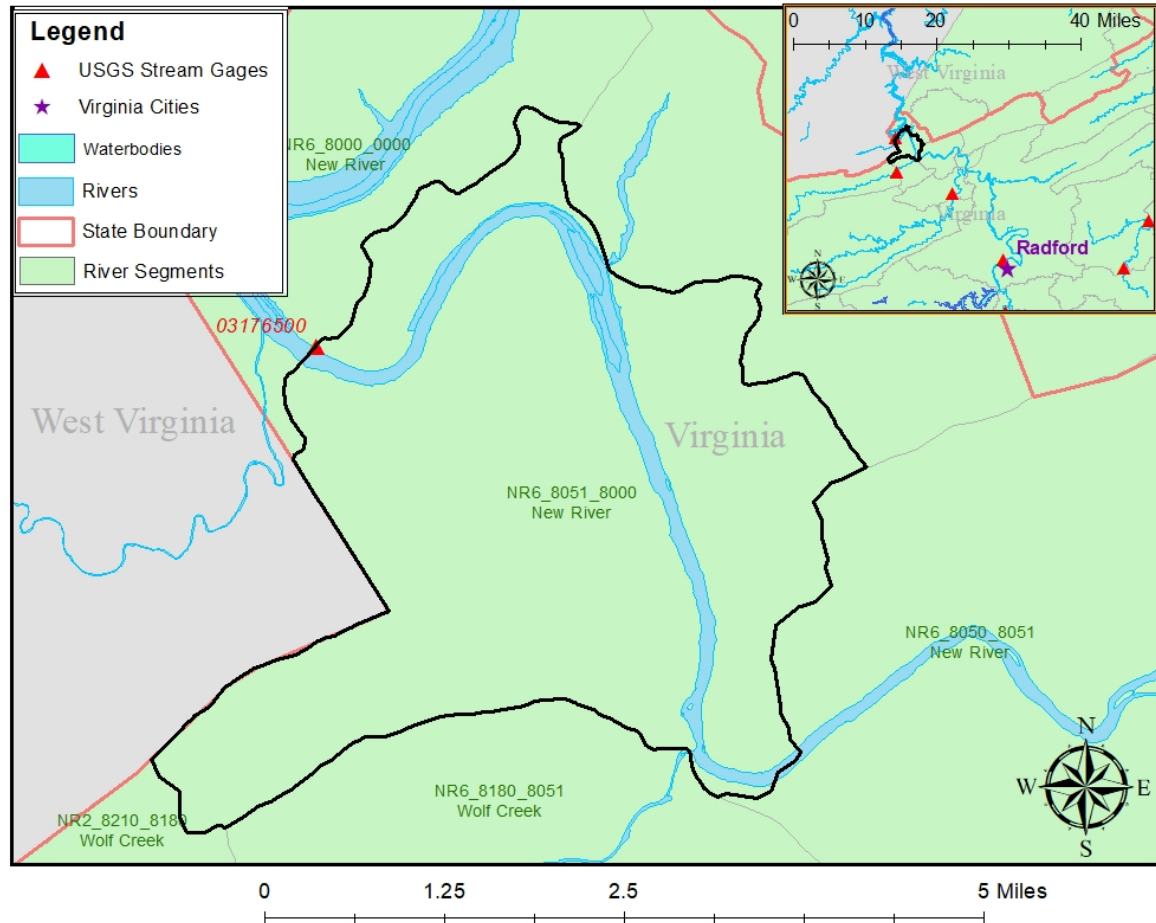 Legend
USGS Stream Gages
Virginia Cities
Waterbodies
Rivers
State Boundary
River Segments
0 20 40 Miles
West Virginia
Virginia
Radford
N
W E
S
NR6_8000_0000
New River
03176500
West Virginia
Virginia
NR6_8051_8000
New River
NR6_8050_8051
New River
NR6_8180_8051
Wolf Creek
NR2_8210_8180
Wolf Creek
N
W E
S
0 1.25 2.5 5 Miles